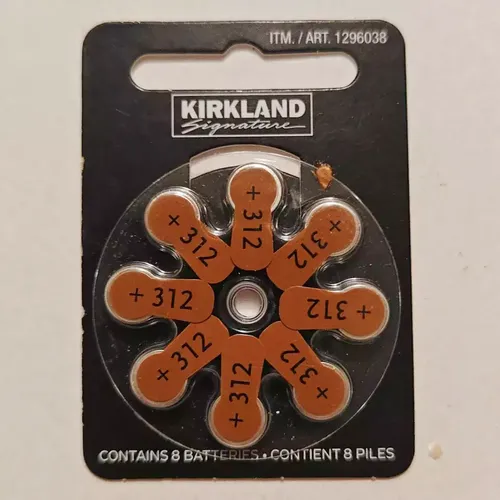 ITM. / ART. 1296038
KIRKLAND
Signature
+ 312
+ 312
+ 312
+ 312
+ 312
+ 312
+ 312
+ 312
CONTAINS 8 BATTERIES • CONTIENT 8 PILES